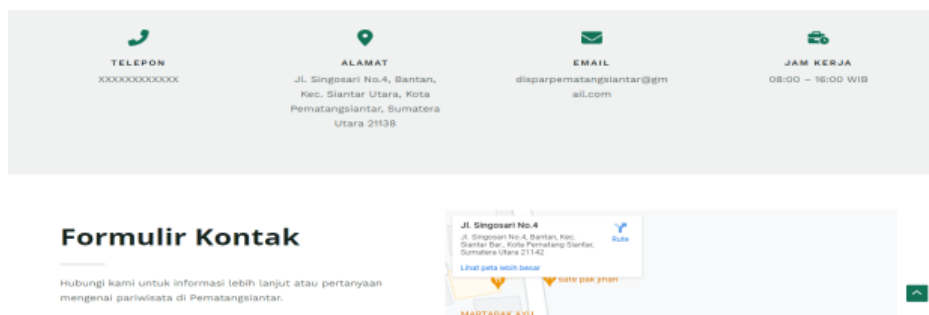 TELEPON
XXXXXXXXXXXX
ALAMAT
Jl. Singosari No.4, Bantan,
Kec. Siantar Utara, Kota
Pematangsiantar, Sumatera
Utara 21138
EMAIL
disparpematangsiantar@gm
ail.com
JAM KERJA
08:00 – 16:00 WIB
Formulir Kontak
Hubungi kami untuk informasi lebih lanjut atau pertanyaan
mengenai pariwisata di Pematangsiantar.
Jl. Singosari No.4
Jl. Singosari No.4, Bantan, Kec.
Siantar Bar., Kota Pematang Siantar,
Sumatera Utara 21142
Rute
Lihat peta lebih besar
sate pak jnan
MARTABAK AYU